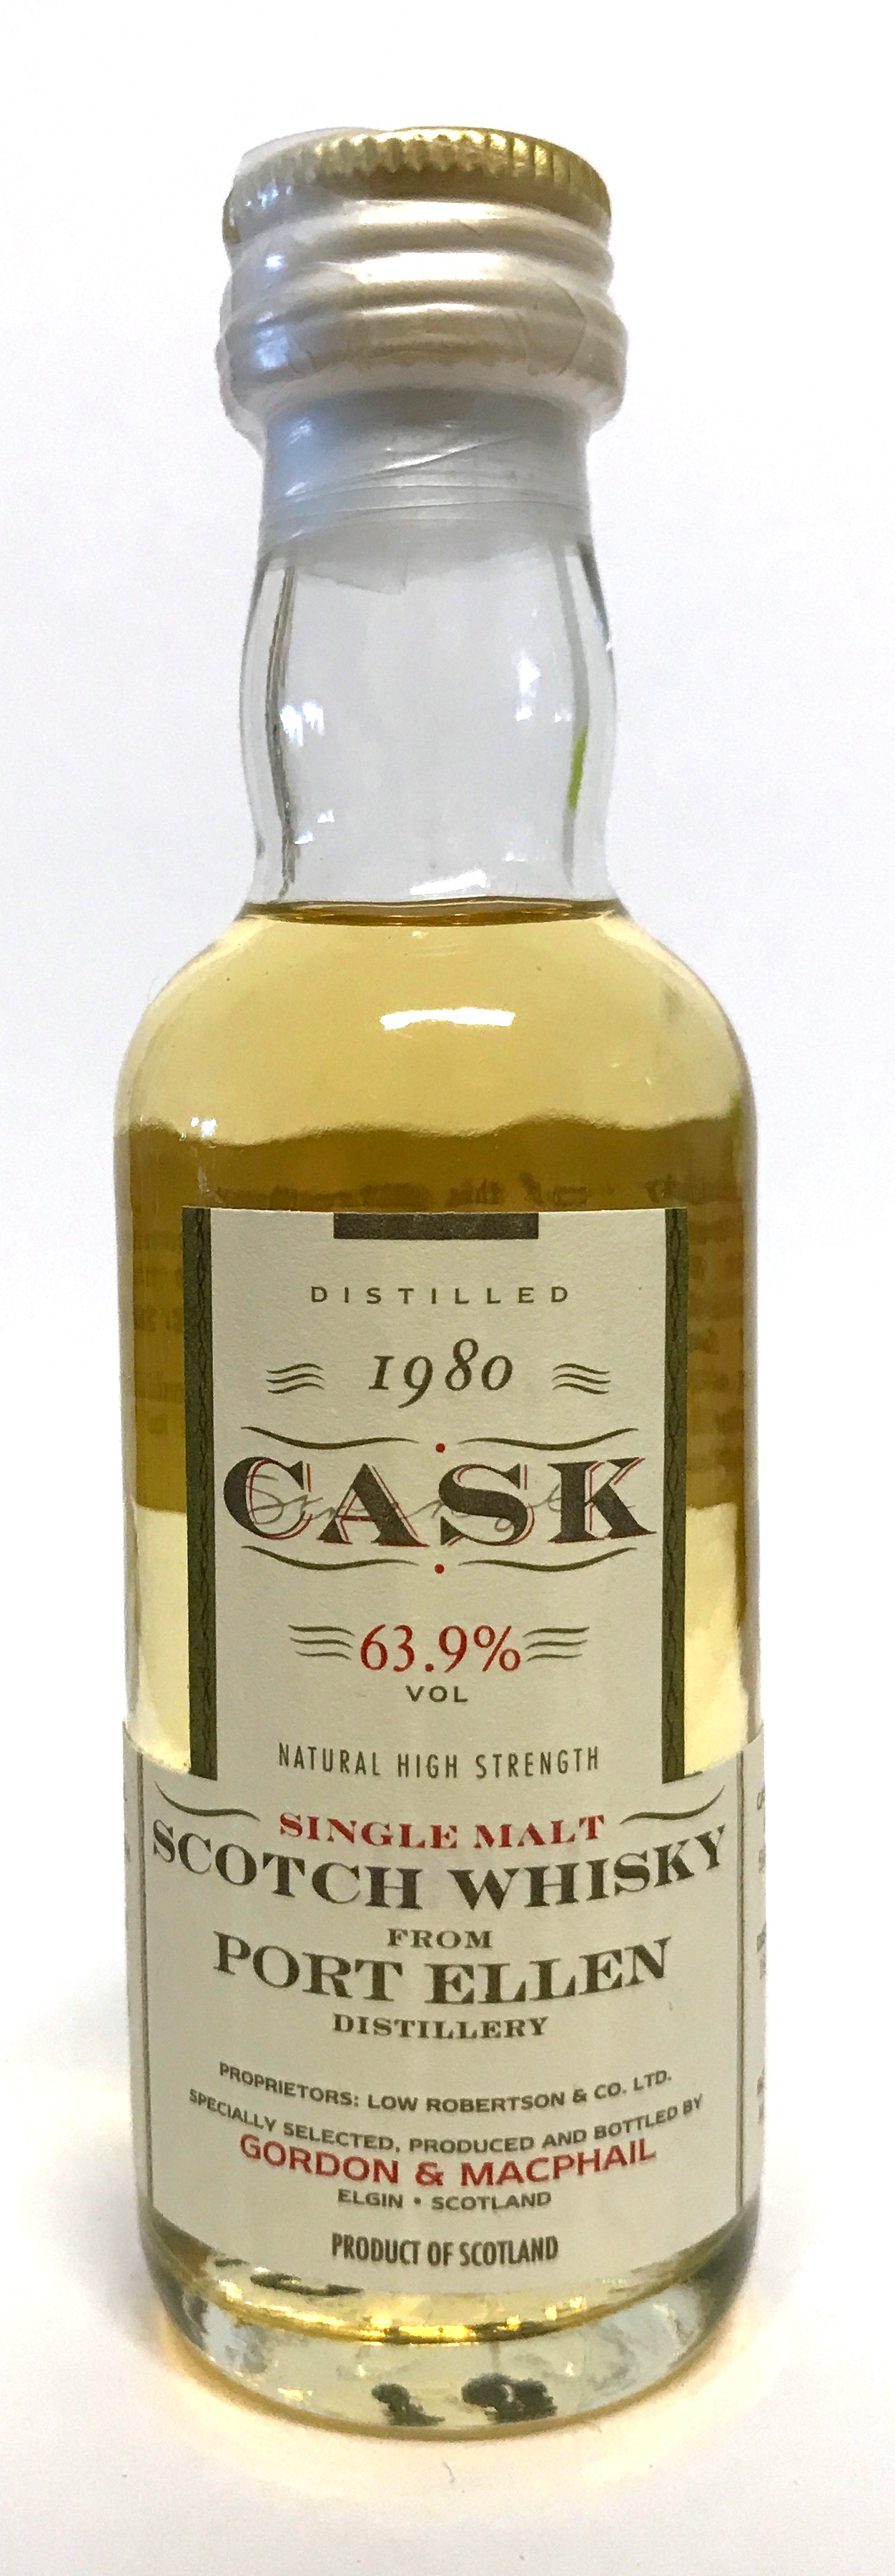 DISTILLED
1980
CASK
63.9%
VOL
NATURAL HIGH STRENGTH
SINGLE MALT
SCOTCH WHISKY
FROM
PORT ELLEN
DISTILLERY
PROPRIETORS: LOW ROBERTSON & CO. LTD.
SPECIALLY SELECTED, PRODUCED AND BOTTLED BY
GORDON & MACPHAIL
ELGIN • SCOTLAND
PRODUCT OF SCOTLAND